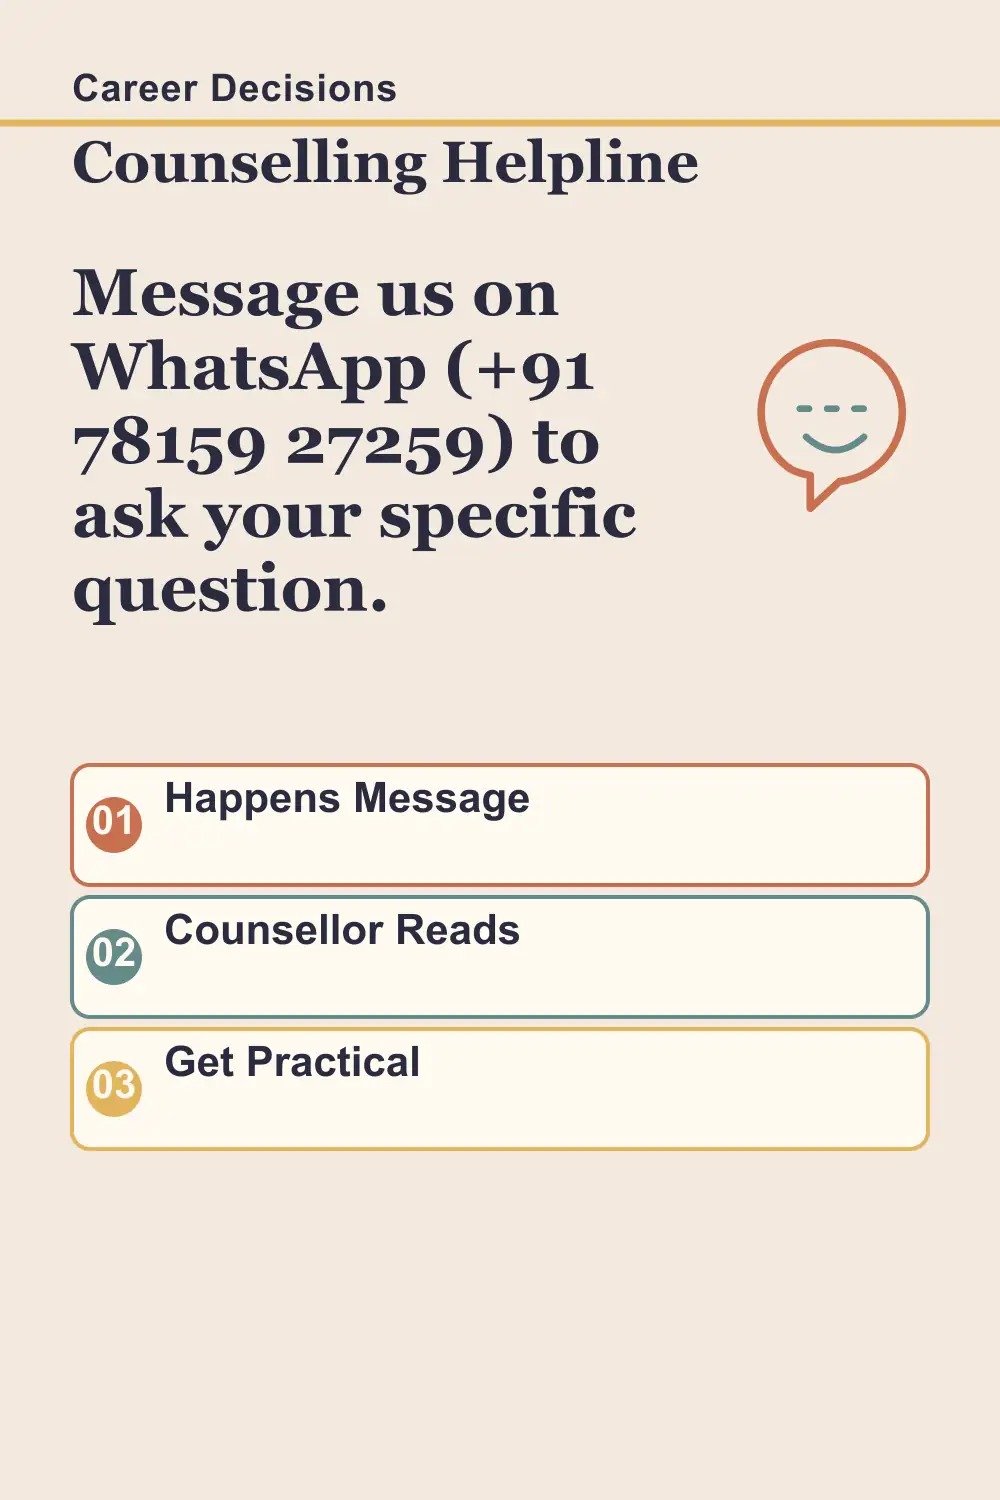 Career Decisions
Counselling Helpline
Message us on
WhatsApp (+91
78159 27259) to
ask your specific
question.
01 Happens Message
02 Counsellor Reads
03 Get Practical